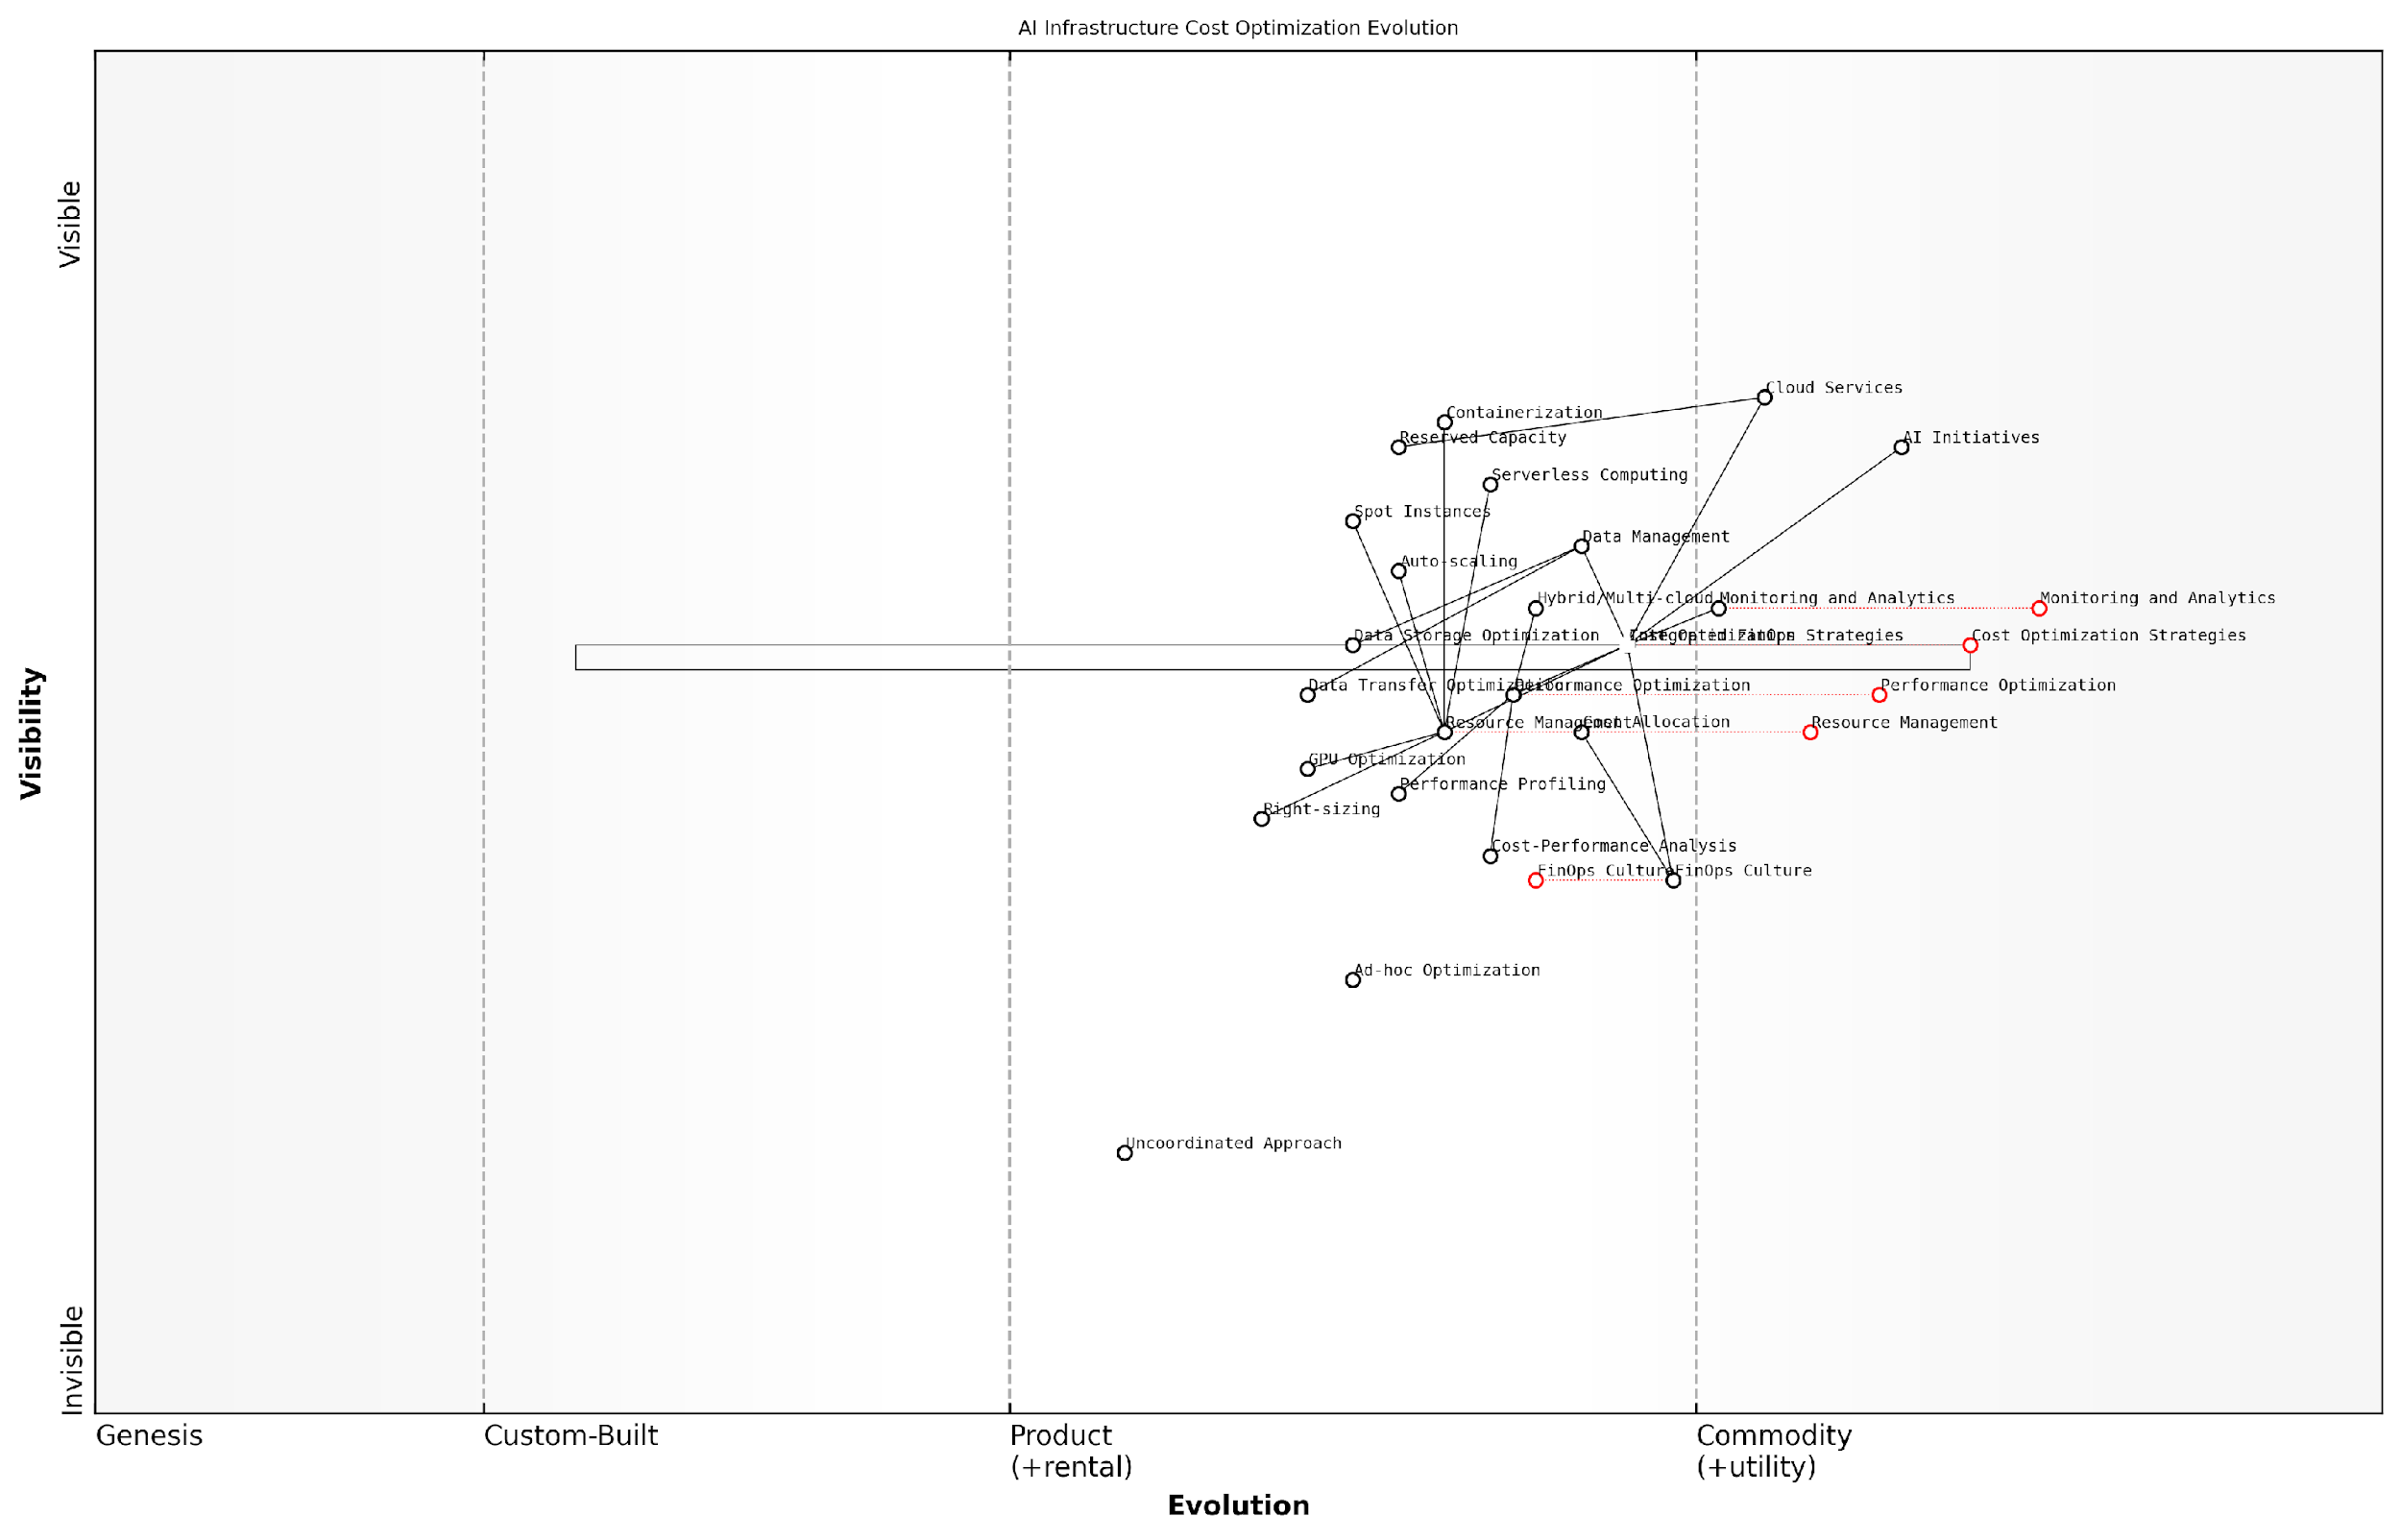 AI Infrastructure Cost Optimization Evolution
Visible
Visibility
Invisible
Cloud Services
Containerization
Reserved Capacity
AI Initiatives
Serverless Computing
Spot Instances
Data Management
Auto-scaling
Hybrid/Multi-cloud
Monitoring and Analytics
Monitoring and Analytics
Data Storage Optimization
Cost Optimization Strategies
Integrated FinOps
Cost Optimization Strategies
Data Transfer Optimization
Performance Optimization
Performance Optimization
Resource Management
Cost Allocation
Resource Management
GPU Optimization
Performance Profiling
Right-sizing
Cost-Performance Analysis
FinOps Culture
FinOps Culture
Ad-hoc Optimization
Uncoordinated Approach
Genesis
Custom-Built
Product
(+rental)
Commodity
(+utility)
Evolution